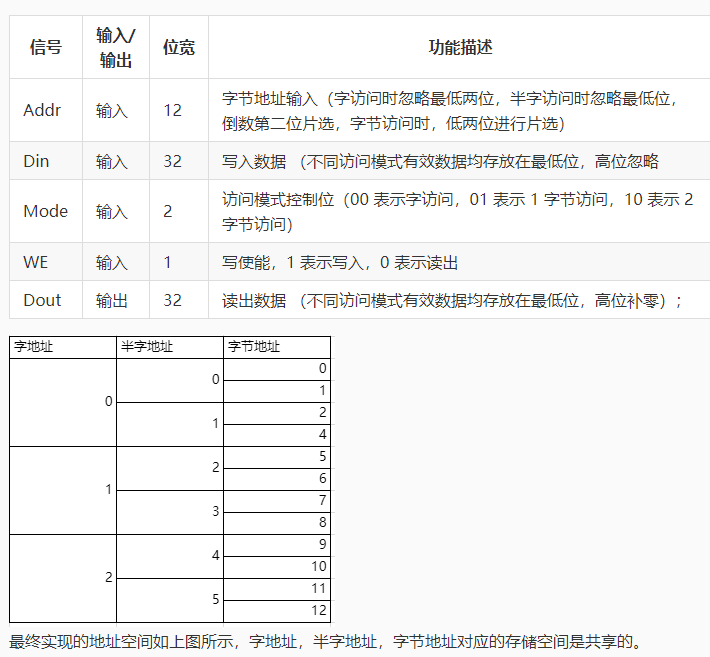 信号 输入/输出 位宽 功能描述
Addr 输入 12 字节地址输入（字访问时忽略最低两位，半字访问时忽略最低位，
倒数第二位片选，字节访问时，低两位进行片选）
Din 输入 32 写入数据 （不同访问模式有效数据均存放在最低位，高位忽略
Mode 输入 2 访问模式控制位（00 表示字访问，01 表示 1 字节访问，10 表示 2
字节访问）
WE 输入 1 写使能，1 表示写入，0 表示读出
Dout 输出 32 读出数据 （不同访问模式有效数据均存放在最低位，高位补零）；
字地址 半字地址 字节地址
0 0 0
1
1 2
4
1 2 5
6
3 7
8
2 4 9
10
5 11
12
最终实现的地址空间如上图所示，字地址，半字地址，字节地址对应的存储空间是共享的。